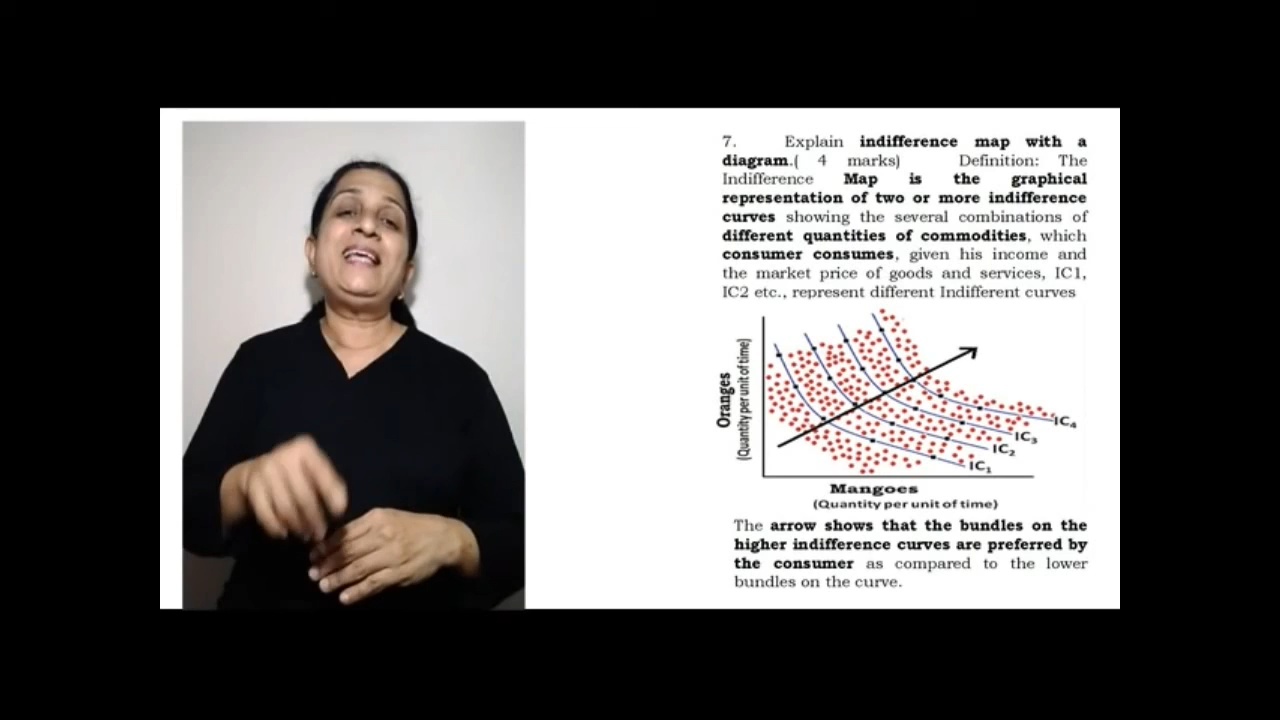 7. Explain indifference map with a
diagram.( 4 marks) Definition: The
Indifference Map is the graphical
representation of two or more indifference
curves showing the several combinations of
different quantities of commodities, which
consumer consumes, given his income and
the market price of goods and services, IC1,
IC2 etc., represent different Indifferent curves
Oranges
(Quantity per unit of time)
IC4
IC3
IC2
IC1
Mangoes
(Quantity per unit of time)
The arrow shows that the bundles on the
higher indifference curves are preferred by
the consumer as compared to the lower
bundles on the curve.